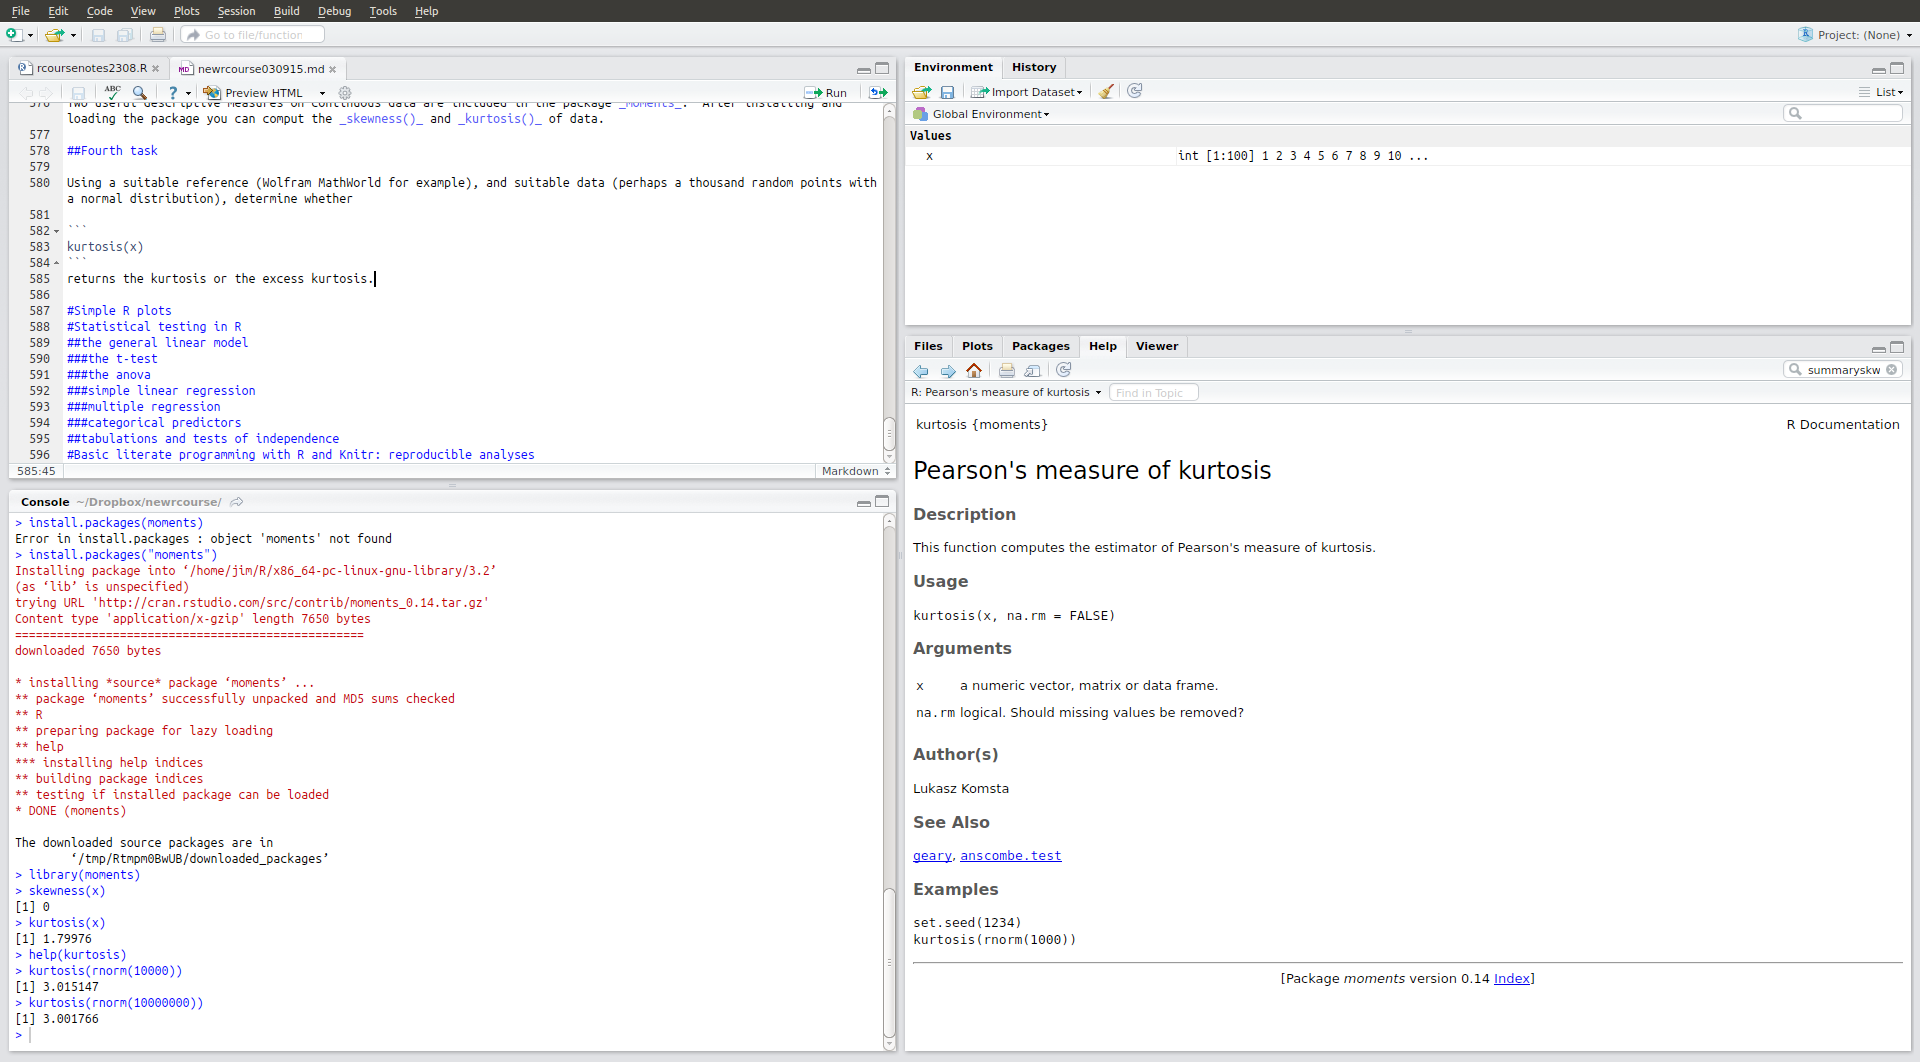 File Edit Code View Plots Session Build Debug Tools Help
Go to file/function
Project: (None)
rcoursenotes2308.R
newrcourse030915.md
ABC
Preview HTML
Run
576 Two useful descriptive measures on continuous data are included in the package _moments_. After installing and
loading the package you can comput the _skewness()_ and _kurtosis()_ of data.
577
578 ##Fourth task
579
580 Using a suitable reference (Wolfram MathWorld for example), and suitable data (perhaps a thousand random points with
a normal distribution), determine whether
581
582 ```
583 kurtosis(x)
584 ```
585 returns the kurtosis or the excess kurtosis.
586
587 #Simple R plots
588 #Statistical testing in R
589 ##the general linear model
590 ###the t-test
591 ###the anova
592 ###simple linear regression
593 ###multiple regression
594 ###categorical predictors
595 ##tabulations and tests of independence
596 #Basic literate programming with R and Knitr: reproducible analyses
585:45
Markdown
Console ~/Dropbox/newrcourse/
> install.packages(moments)
Error in install.packages : object 'moments' not found
> install.packages("moments")
Installing package into ‘/home/jim/R/x86_64-pc-linux-gnu-library/3.2’
(as ‘lib’ is unspecified)
trying URL 'http://cran.rstudio.com/src/contrib/moments_0.14.tar.gz'
Content type 'application/x-gzip' length 7650 bytes
==================================================
downloaded 7650 bytes
* installing *source* package ‘moments’ ...
** package ‘moments’ successfully unpacked and MD5 sums checked
** R
** preparing package for lazy loading
** help
*** installing help indices
** building package indices
** testing if installed package can be loaded
* DONE (moments)
The downloaded source packages are in
‘/tmp/Rtmpm0BwUB/downloaded_packages’
> library(moments)
> skewness(x)
[1] 0
> kurtosis(x)
[1] 1.79976
> help(kurtosis)
> kurtosis(rnorm(10000))
[1] 3.015147
> kurtosis(rnorm(10000000))
[1] 3.001766
>
Environment History
Import Dataset
List
Global Environment
Values
x int [1:100] 1 2 3 4 5 6 7 8 9 10 ...
Files Plots Packages Help Viewer
summaryskw
R: Pearson's measure of kurtosis
Find in Topic
kurtosis {moments}
R Documentation
Pearson's measure of kurtosis
Description
This function computes the estimator of Pearson's measure of kurtosis.
Usage
kurtosis(x, na.rm = FALSE)
Arguments
x a numeric vector, matrix or data frame.
na.rm logical. Should missing values be removed?
Author(s)
Lukasz Komsta
See Also
geary, anscombe.test
Examples
set.seed(1234)
kurtosis(rnorm(1000))
[Package moments version 0.14 Index]